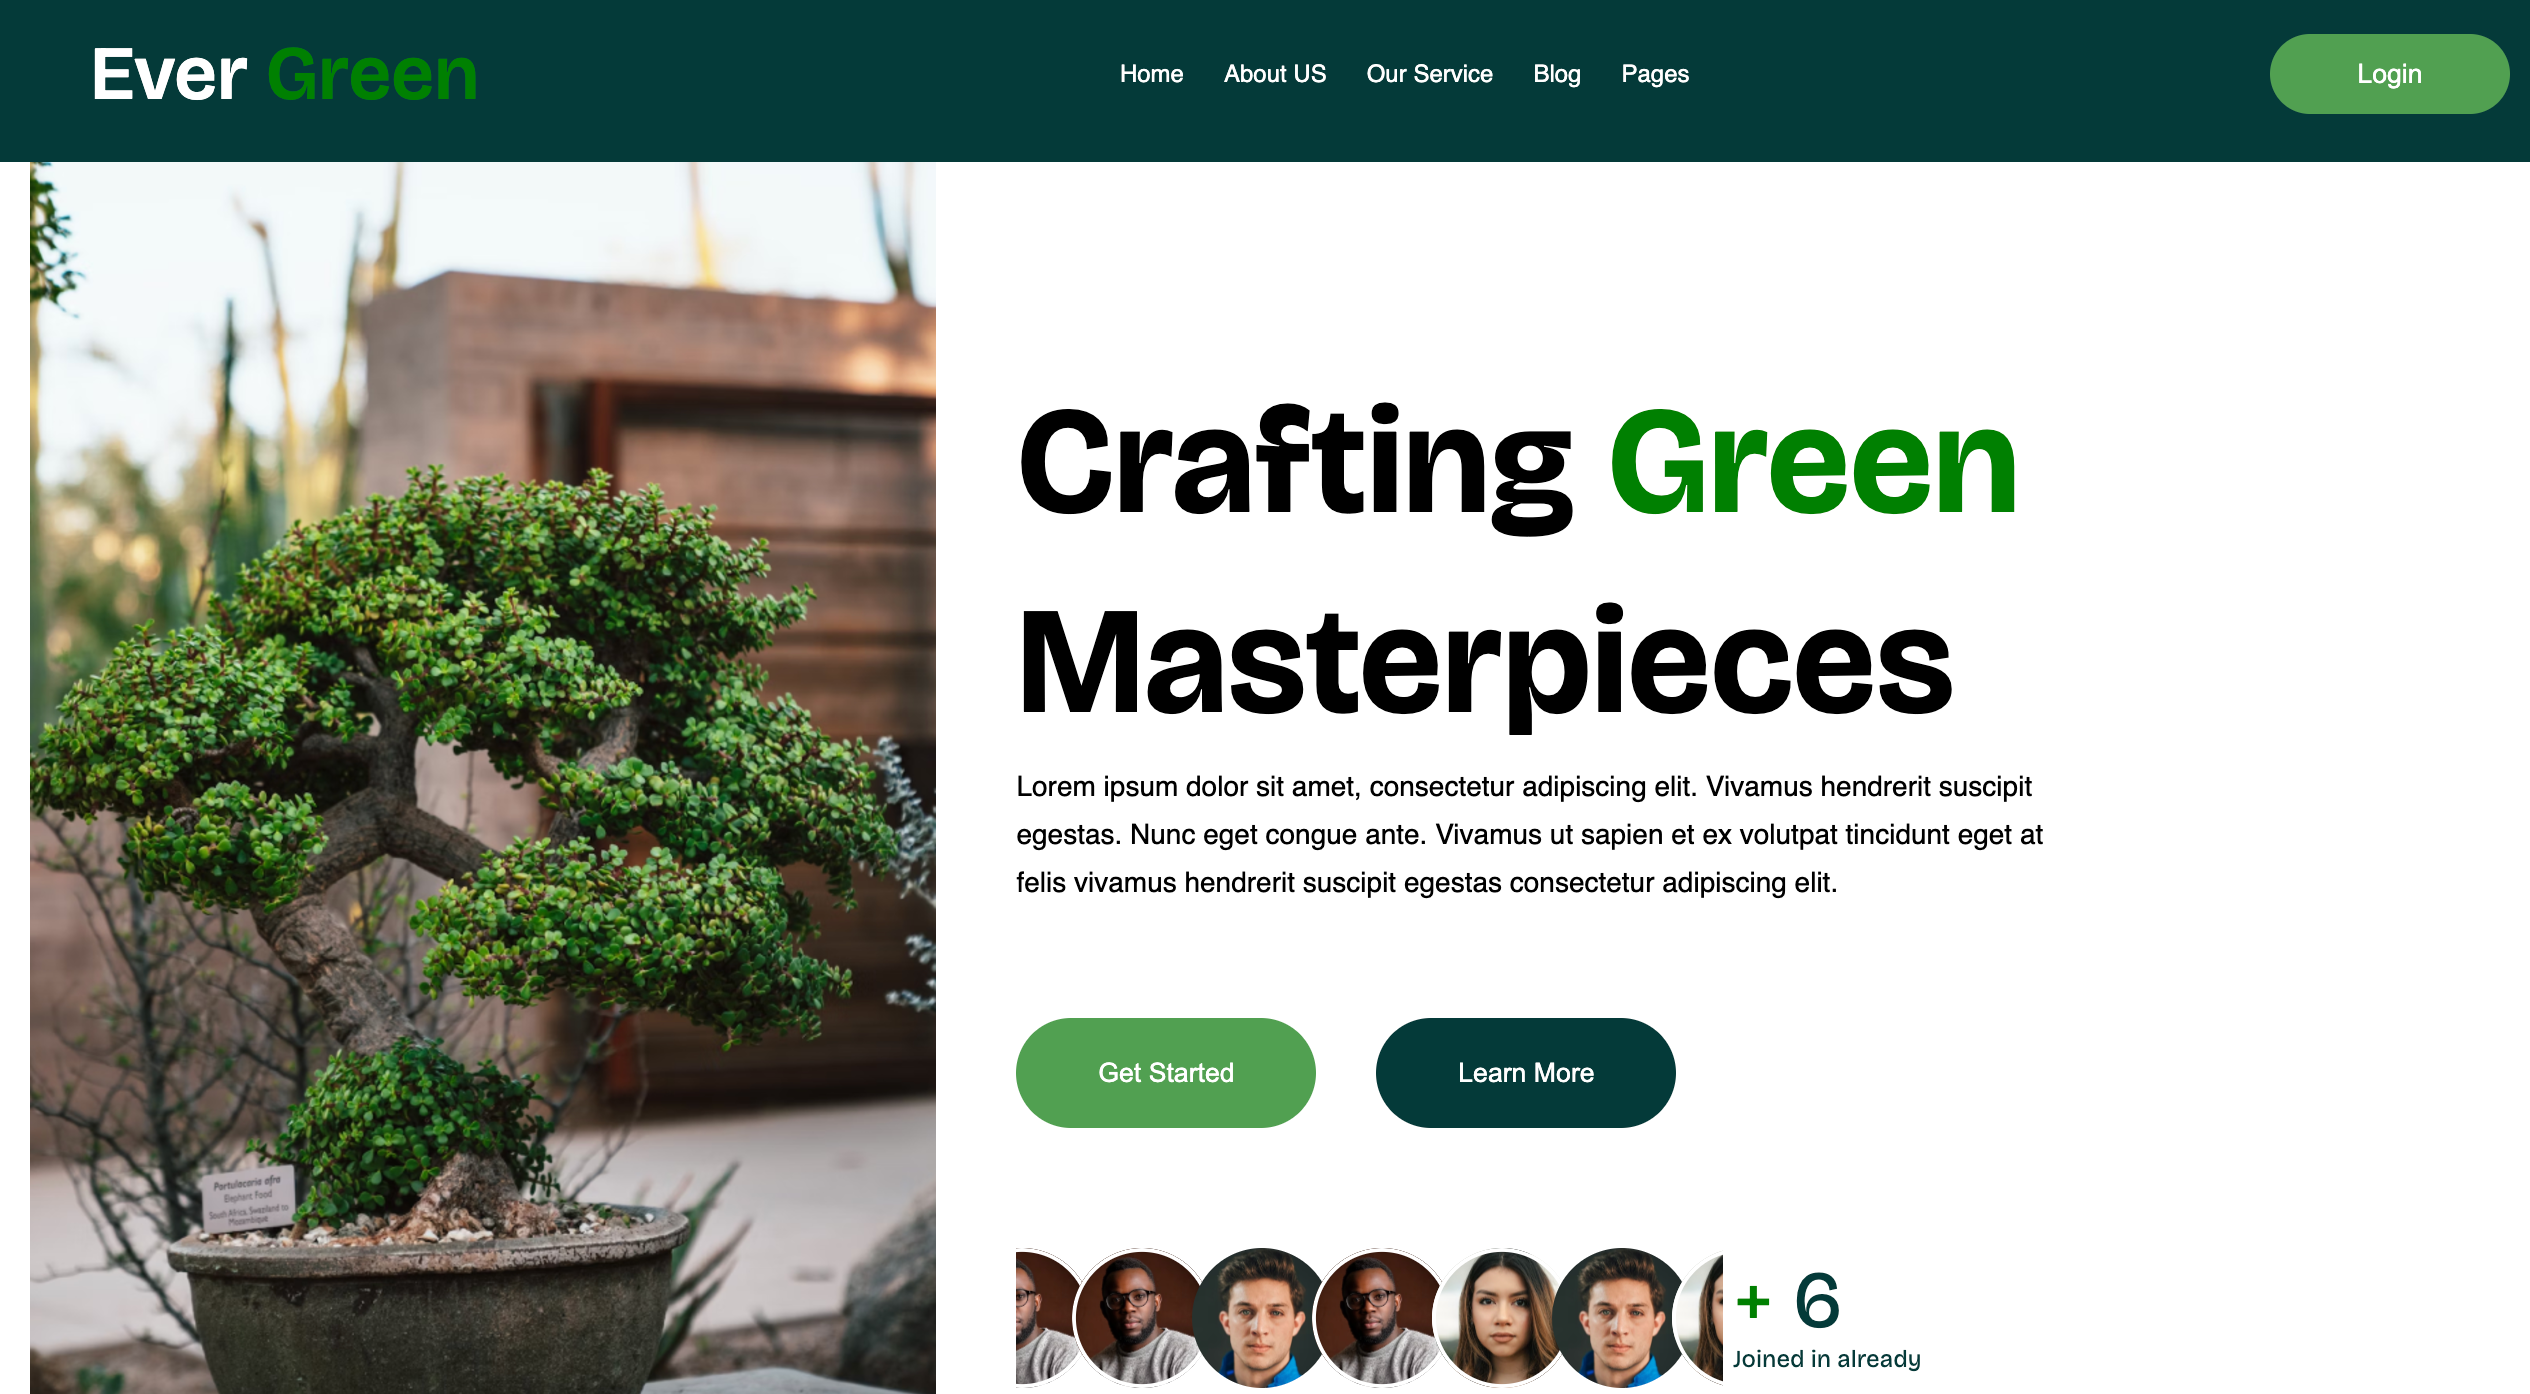 Ever Green
Home
About US
Our Service
Blog
Pages
Login
Crafting Green
Masterpieces
Lorem ipsum dolor sit amet, consectetur adipiscing elit. Vivamus hendrerit suscipit
egestas. Nunc eget congue ante. Vivamus ut sapien et ex volutpat tincidunt eget at
felis vivamus hendrerit suscipit egestas consectetur adipiscing elit.
Get Started
Learn More
Portulacaria afra
Elephant Food
South Africa, Swaziland to
Mozambique
+ 6
Joined in already